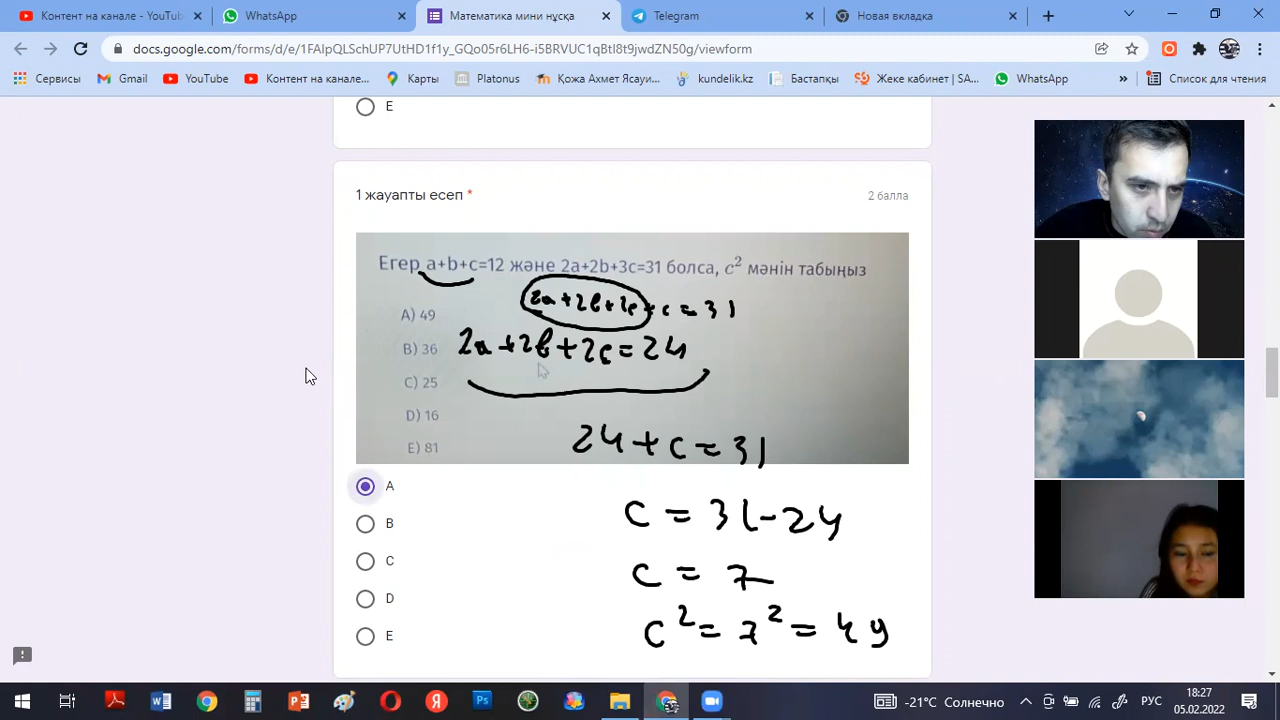 Контент на канале - YouTube
WhatsApp
Математика мини нұсқа
Telegram
Новая вкладка
docs.google.com/forms/d/e/1FAIpQLSchUP7UtHD1f1y_GQo05r6LH6-i5BRVUC1qBtI8t9jwdZN50g/viewform
Сервисы
Gmail
YouTube
Контент на канале...
Карты
Platonus
Қожа Ахмет Ясауи...
kundelik.kz
Бастапқы
Жеке кабинет | SA...
WhatsApp
»
Список для чтения
E
1 жауапты есеп *
2 балла
Егер a+b+c=12 және 2a+2b+3c=31 болса, c² мәнін табыңыз
2a+2b+2c+c=31
A) 49
2a+2b+2c=24
B) 36
C) 25
D) 16
24+c=31
E) 81
A
c = 31-24
B
C
c = 7
D
c²=7²=49
E
-21°C Солнечно
РУС
18:27
05.02.2022